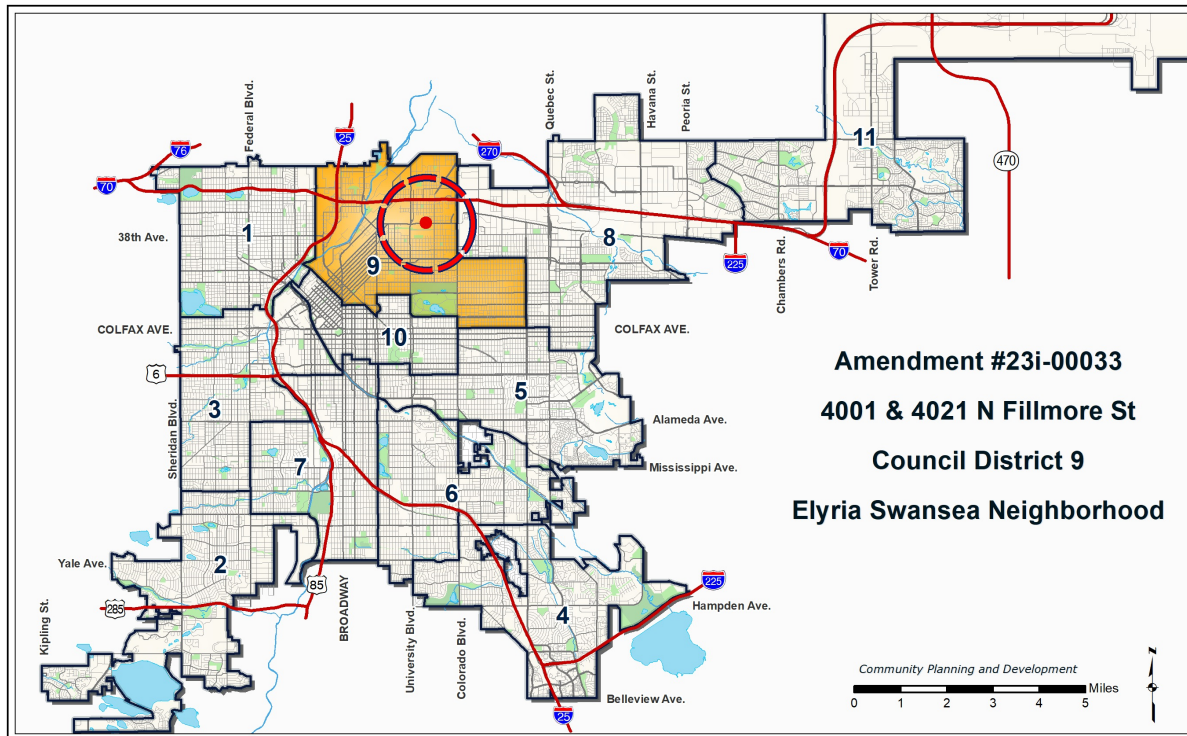 Federal Blvd.
Quebec St.
Havana St.
Peoria St.
76
25
270
70
11
470
38th Ave.
1
8
9
225
70
Chambers Rd.
Tower Rd.
COLFAX AVE.
10
COLFAX AVE.
6
Sheridan Blvd.
3
5
Alameda Ave.
7
Mississippi Ave.
6
Yale Ave.
2
85
BROADWAY
University Blvd.
Colorado Blvd.
4
225
Hampden Ave.
285
Kipling St.
Belleview Ave.
25
Amendment #23i-00033
4001 & 4021 N Fillmore St
Council District 9
Elyria Swansea Neighborhood
Community Planning and Development
Miles
0 1 2 3 4 5
N